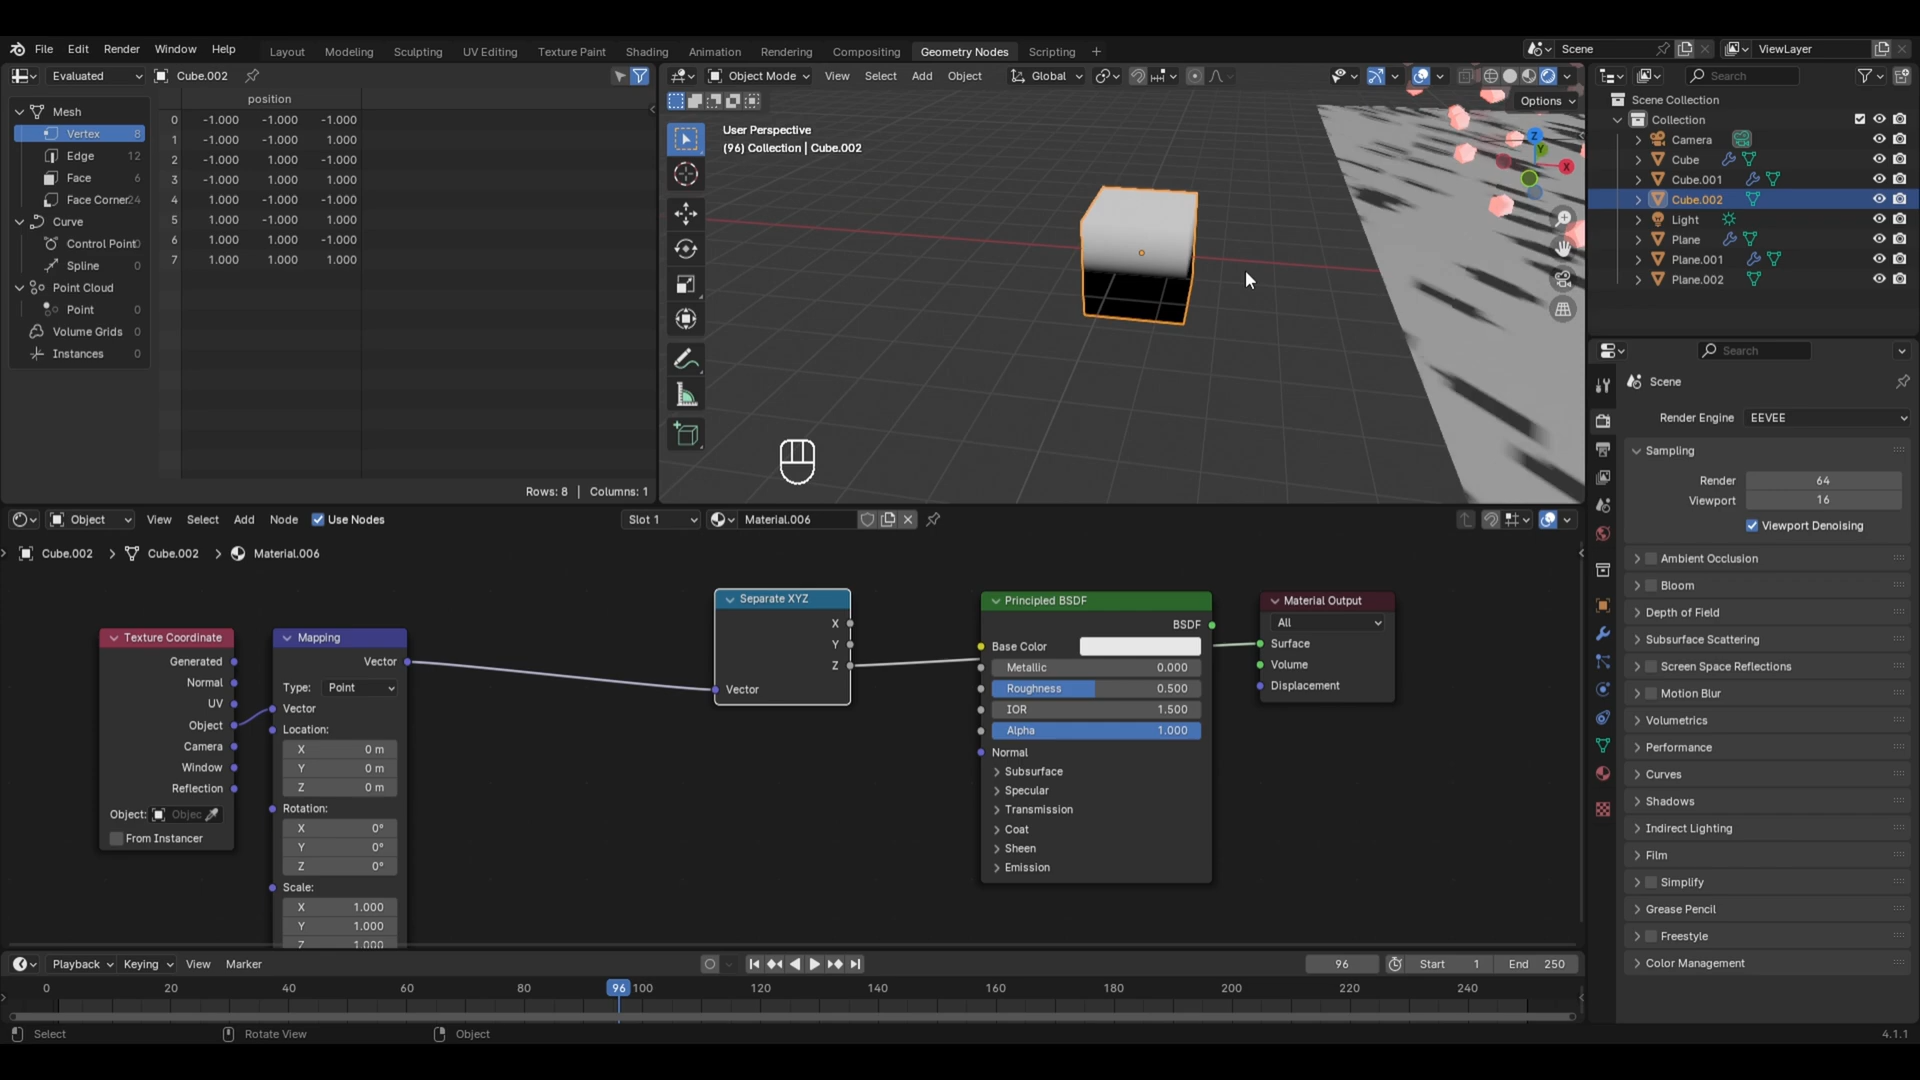 File Edit Render Window Help Layout Modeling Sculpting UV Editing Texture Paint Shading Animation Rendering Compositing Geometry Nodes Scripting + Scene ViewLayer
Evaluated Cube.002
position
Mesh
Vertex 8
Edge 12
Face 6
Face Corner 24
Curve
Control Point 0
Spline 0
Point Cloud
Point 0
Volume Grids 0
Instances 0
0 -1.000 -1.000 -1.000
1 -1.000 -1.000 1.000
2 -1.000 1.000 -1.000
3 -1.000 1.000 1.000
4 1.000 -1.000 -1.000
5 1.000 -1.000 1.000
6 1.000 1.000 -1.000
7 1.000 1.000 1.000
Rows: 8 | Columns: 1
Object Mode View Select Add Object Global
Options
User Perspective
(96) Collection | Cube.002
Z
Y
X
Search
Scene Collection
Collection
Camera
Cube
Cube.001
Cube.002
Light
Plane
Plane.001
Plane.002
Search
Scene
Render Engine EEVEE
Sampling
Render 64
Viewport 16
Viewport Denoising
Ambient Occlusion
Bloom
Depth of Field
Subsurface Scattering
Screen Space Reflections
Motion Blur
Volumetrics
Performance
Curves
Shadows
Indirect Lighting
Film
Simplify
Grease Pencil
Freestyle
Color Management
Object View Select Add Node Use Nodes Slot 1 Material.006
Cube.002 > Cube.002 > Material.006
Texture Coordinate
Generated
Normal
UV
Object
Camera
Window
Reflection
Object: Objec
From Instancer
Mapping
Vector
Type: Point
Vector
Location:
X 0 m
Y 0 m
Z 0 m
Rotation:
X 0°
Y 0°
Z 0°
Scale:
X 1.000
Y 1.000
Z 1.000
Separate XYZ
X
Y
Z
Vector
Principled BSDF
BSDF
Base Color
Metallic 0.000
Roughness 0.500
IOR 1.500
Alpha 1.000
Normal
Subsurface
Specular
Transmission
Coat
Sheen
Emission
Material Output
All
Surface
Volume
Displacement
Playback Keying View Marker 96 Start 1 End 250
0 20 40 60 80 96 100 120 140 160 180 200 220 240
Select Rotate View Object 4.1.1